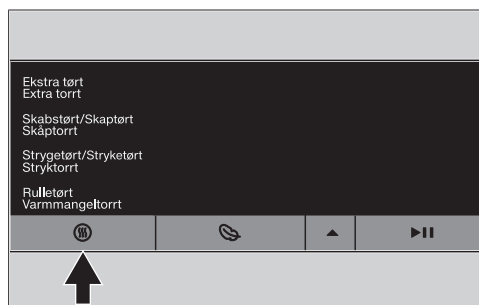 Ekstra tørt
Extra torrt
Skabstørt/Skaptørt
Skåptorrt
Strygetørt/Stryketørt
Stryktorrt
Rulletørt
Varmmangeltorrt